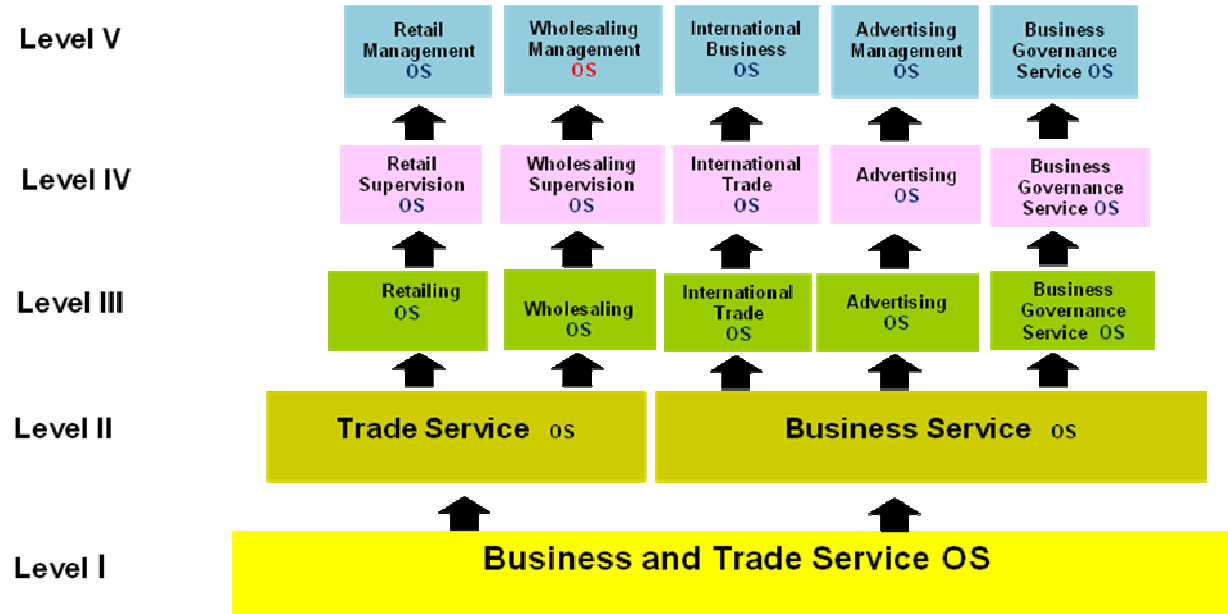 Level V
Retail
Management
OS
Wholesaling
Management
OS
International
Business
OS
Advertising
Management
OS
Business
Governance
Service OS
Level IV
Retail
Supervision
OS
Wholesaling
Supervision
OS
International
Trade
OS
Advertising
OS
Business
Governance
Service OS
Level III
Retailing
OS
Wholesaling
OS
International
Trade
OS
Advertising
OS
Business
Governance
Service OS
Level II
Trade Service OS
Business Service OS
Level I
Business and Trade Service OS